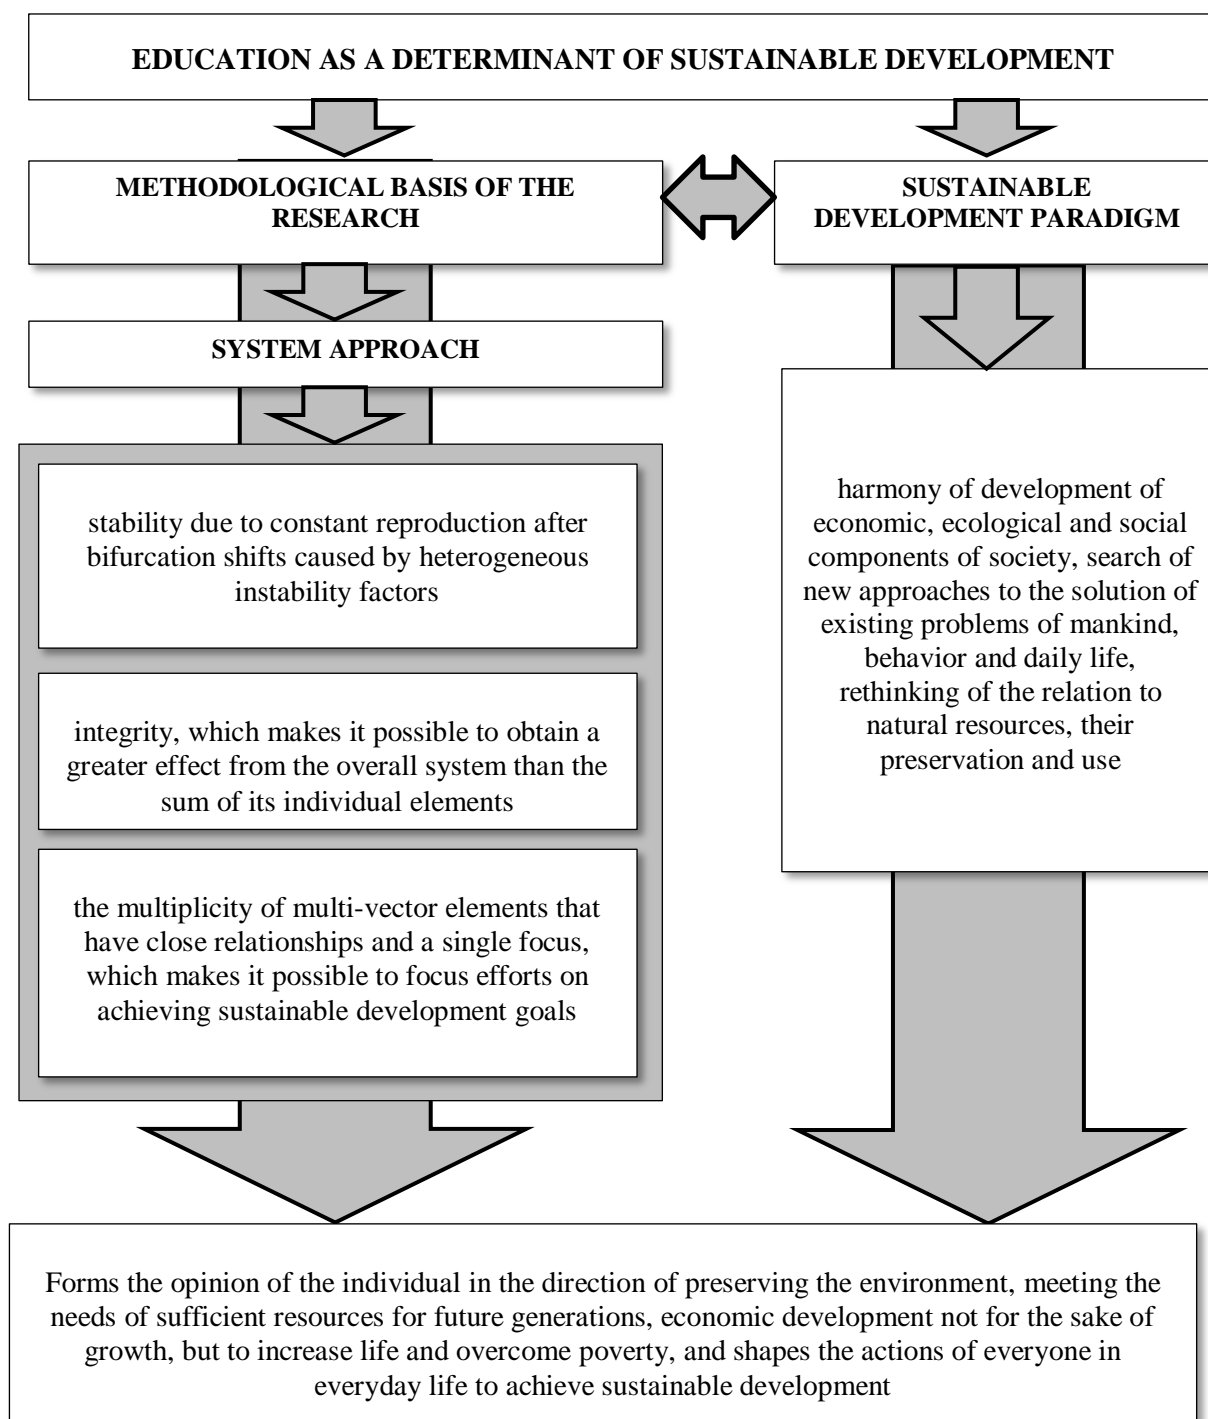 EDUCATION AS A DETERMINANT OF SUSTAINABLE DEVELOPMENT
METHODOLOGICAL BASIS OF THE
RESEARCH
SUSTAINABLE
DEVELOPMENT PARADIGM
SYSTEM APPROACH
stability due to constant reproduction after
bifurcation shifts caused by heterogeneous
instability factors
integrity, which makes it possible to obtain a
greater effect from the overall system than the
sum of its individual elements
the multiplicity of multi-vector elements that
have close relationships and a single focus,
which makes it possible to focus efforts on
achieving sustainable development goals
harmony of development of
economic, ecological and social
components of society, search of
new approaches to the solution of
existing problems of mankind,
behavior and daily life,
rethinking of the relation to
natural resources, their
preservation and use
Forms the opinion of the individual in the direction of preserving the environment, meeting the
needs of sufficient resources for future generations, economic development not for the sake of
growth, but to increase life and overcome poverty, and shapes the actions of everyone in
everyday life to achieve sustainable development